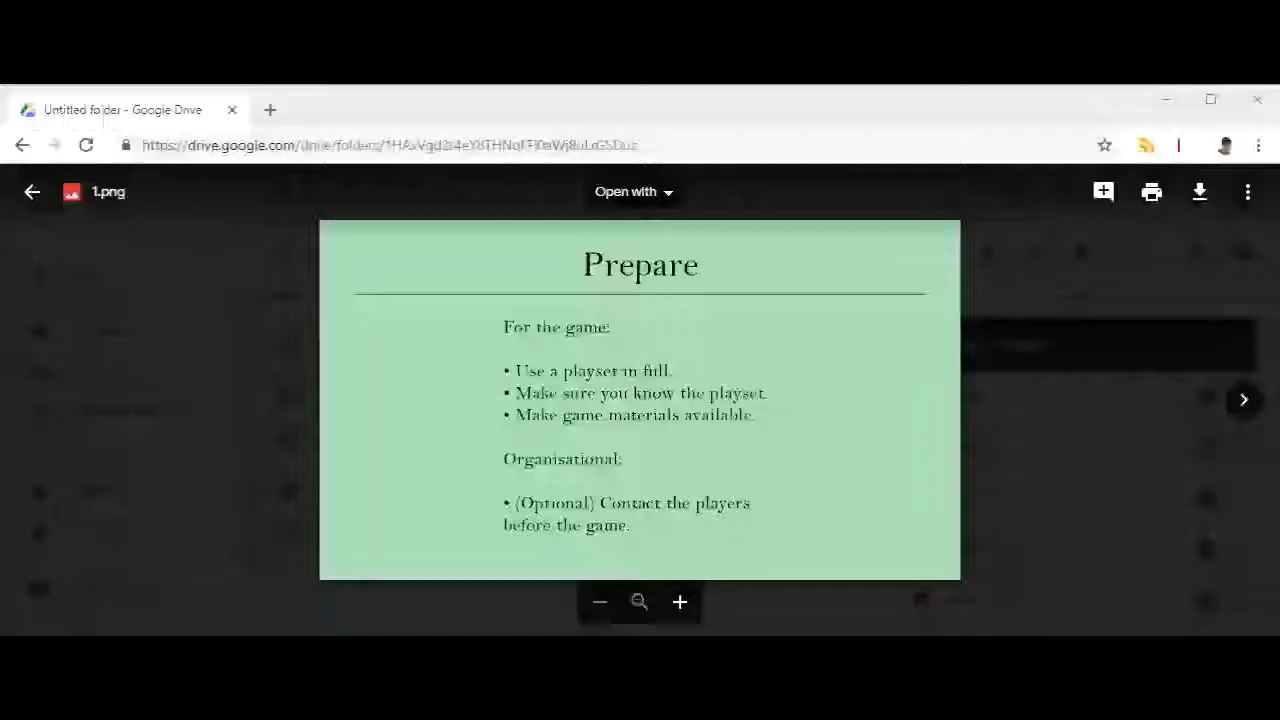 Untitled folder - Google Drive
1.png
Open with
Prepare
For the game:
• Use a playset in full.
• Make sure you know the playset.
• Make game materials available.
Organisational:
• (Optional) Contact the players
before the game.